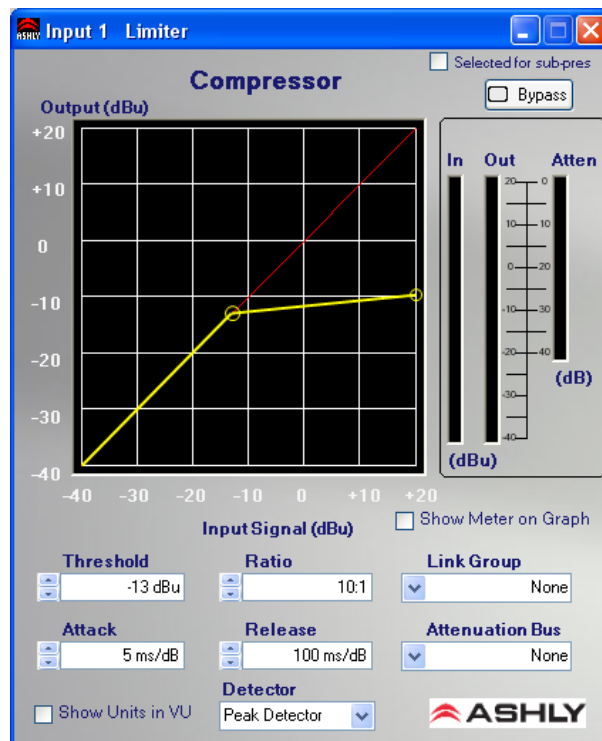 Input 1 Limiter
ASHLY
Selected for sub-pres
Compressor
Bypass
Output (dBu)
+20
+10
0
-10
-20
-30
-40
-40 -30 -20 -10 0 +10 +20
Input Signal (dBu)
In Out Atten
20 0
10 10
0 20
-10 30
-20 40
-30
-40
(dB)
(dBu)
Show Meter on Graph
Threshold Ratio Link Group
-13 dBu 10:1 None
Attack Release Attenuation Bus
5 ms/dB 100 ms/dB None
Detector
Show Units in VU Peak Detector ASHLY